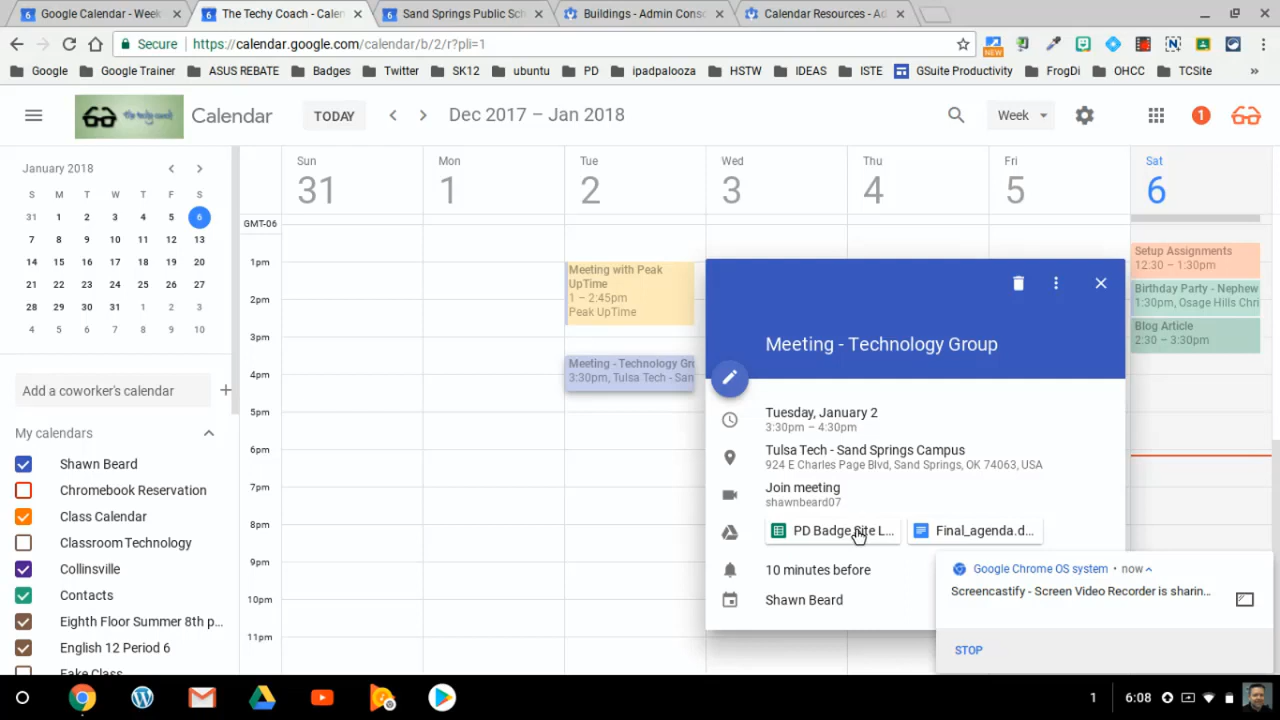 Google Calendar - Week
The Techy Coach - Calen
Sand Springs Public Sch
Buildings - Admin Conso
Calendar Resources - Ad
Secure
https://calendar.google.com/calendar/b/2/r?pli=1
NEW
Google
Google Trainer
ASUS REBATE
Badges
Twitter
SK12
ubuntu
PD
ipadpalooza
HSTW
IDEAS
ISTE
GSuite Productivity
FrogDi
OHCC
TCSite
»
the techy coach
Calendar
TODAY
Dec 2017 – Jan 2018
Week
1
January 2018
S M T W T F S
31 1 2 3 4 5 6
7 8 9 10 11 12 13
14 15 16 17 18 19 20
21 22 23 24 25 26 27
28 29 30 31 1 2 3
4 5 6 7 8 9 10
Add a coworker's calendar
My calendars
Shawn Beard
Chromebook Reservation
Class Calendar
Classroom Technology
Collinsville
Contacts
Eighth Floor Summer 8th p...
English 12 Period 6
Fake Class
Sun Mon Tue Wed Thu Fri Sat
31 1 2 3 4 5 6
GMT-06
1pm
2pm
3pm
4pm
5pm
6pm
7pm
8pm
9pm
10pm
11pm
Meeting with Peak
UpTime
1 – 2:45pm
Peak UpTime
Meeting - Technology Gr
3:30pm, Tulsa Tech - San
Setup Assignments
12:30 – 1:30pm
Birthday Party - Nephew
1:30pm, Osage Hills Chri
Blog Article
2:30 – 3:30pm
Meeting - Technology Group
Tuesday, January 2
3:30pm – 4:30pm
Tulsa Tech - Sand Springs Campus
924 E Charles Page Blvd, Sand Springs, OK 74063, USA
Join meeting
shawnbeard07
PD Badge Site L...
Final_agenda.d...
10 minutes before
Shawn Beard
Google Chrome OS system • now
Screencastify - Screen Video Recorder is sharin...
STOP
1
6:08